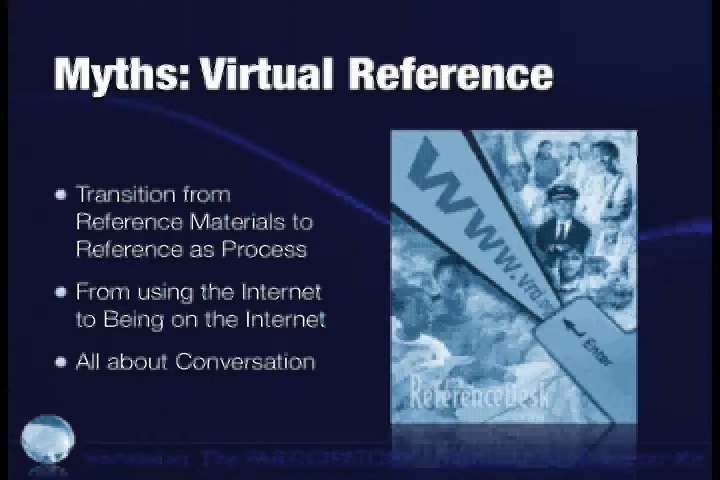 Myths: Virtual Reference
Transition from
Reference Materials to
Reference as Process
From using the Internet
to Being on the Internet
All about Conversation
www.vrd
Enter
ReferenceDesk